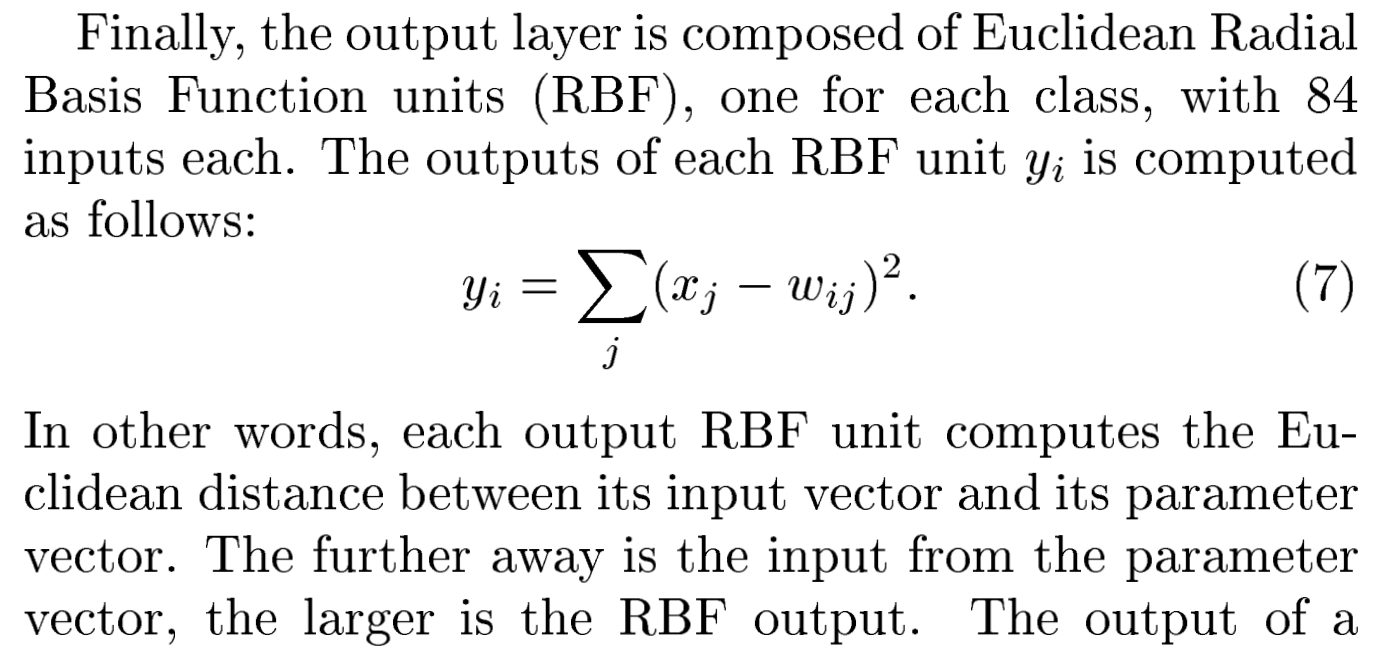 Finally, the output layer is composed of Euclidean Radial
Basis Function units (RBF), one for each class, with 84
inputs each. The outputs of each RBF unit y_i is computed
as follows:
y_i = \sum_j (x_j − w_{ij})^2. (7)
In other words, each output RBF unit computes the Eu-
clidean distance between its input vector and its parameter
vector. The further away is the input from the parameter
vector, the larger is the RBF output. The output of a